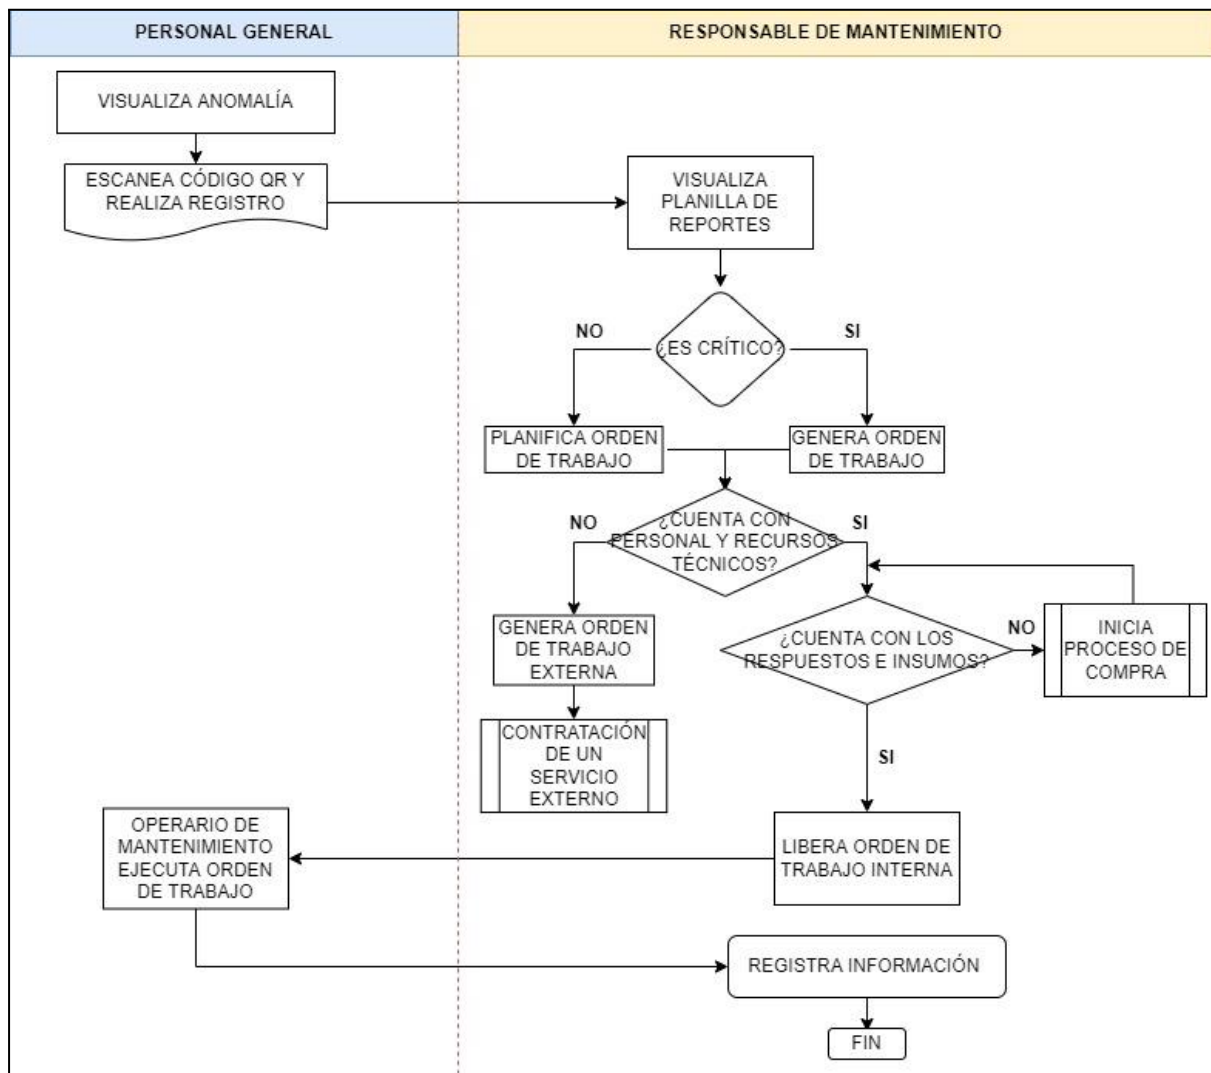 PERSONAL GENERAL
RESPONSABLE DE MANTENIMIENTO
VISUALIZA ANOMALÍA
ESCANEA CÓDIGO QR Y
REALIZA REGISTRO
VISUALIZA
PLANILLA DE
REPORTES
NO
¿ES CRÍTICO?
SI
PLANIFICA ORDEN
DE TRABAJO
GENERA ORDEN
DE TRABAJO
NO
¿CUENTA CON
PERSONAL Y RECURSOS
TÉCNICOS?
SI
GENERA ORDEN
DE TRABAJO
EXTERNA
¿CUENTA CON LOS
RESPUESTOS E INSUMOS?
NO
INICIA
PROCESO DE
COMPRA
CONTRATACIÓN
DE UN
SERVICIO
EXTERNO
SI
OPERARIO DE
MANTENIMIENTO
EJECUTA ORDEN
DE TRABAJO
LIBERA ORDEN DE
TRABAJO INTERNA
REGISTRA INFORMACIÓN
FIN